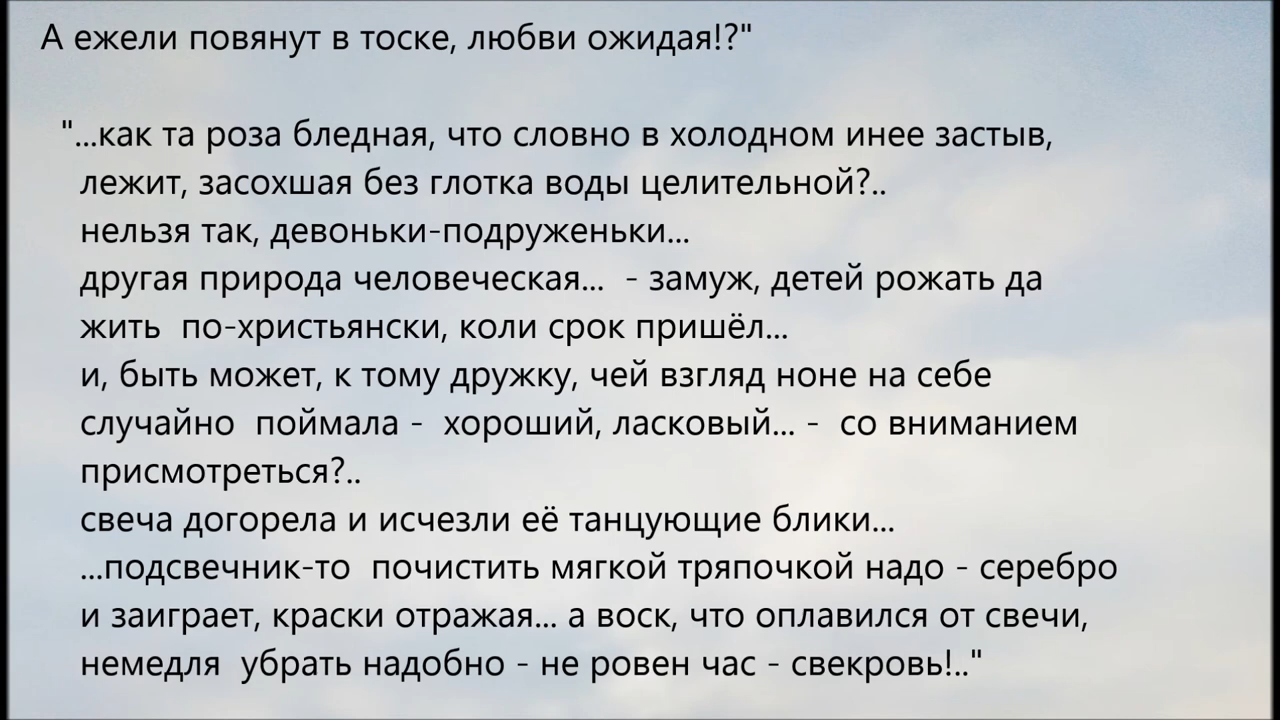 А ежели повянут в тоске, любви ожидая!?"
"...как та роза бледная, что словно в холодном инее застыв,
лежит, засохшая без глотка воды целительной?..
нельзя так, девоньки-подруженьки...
другая природа человеческая...  - замуж, детей рожать да
жить  по-христьянски, коли срок пришёл...
и, быть может, к тому дружку, чей взгляд ноне на себе
случайно  поймала -  хороший, ласковый... -  со вниманием
присмотреться?..
свеча догорела и исчезли её танцующие блики...
...подсвечник-то  почистить мягкой тряпочкой надо - серебро
и заиграет, краски отражая... а воск, что оплавился от свечи,
немедля  убрать надобно - не ровен час - свекровь!.."